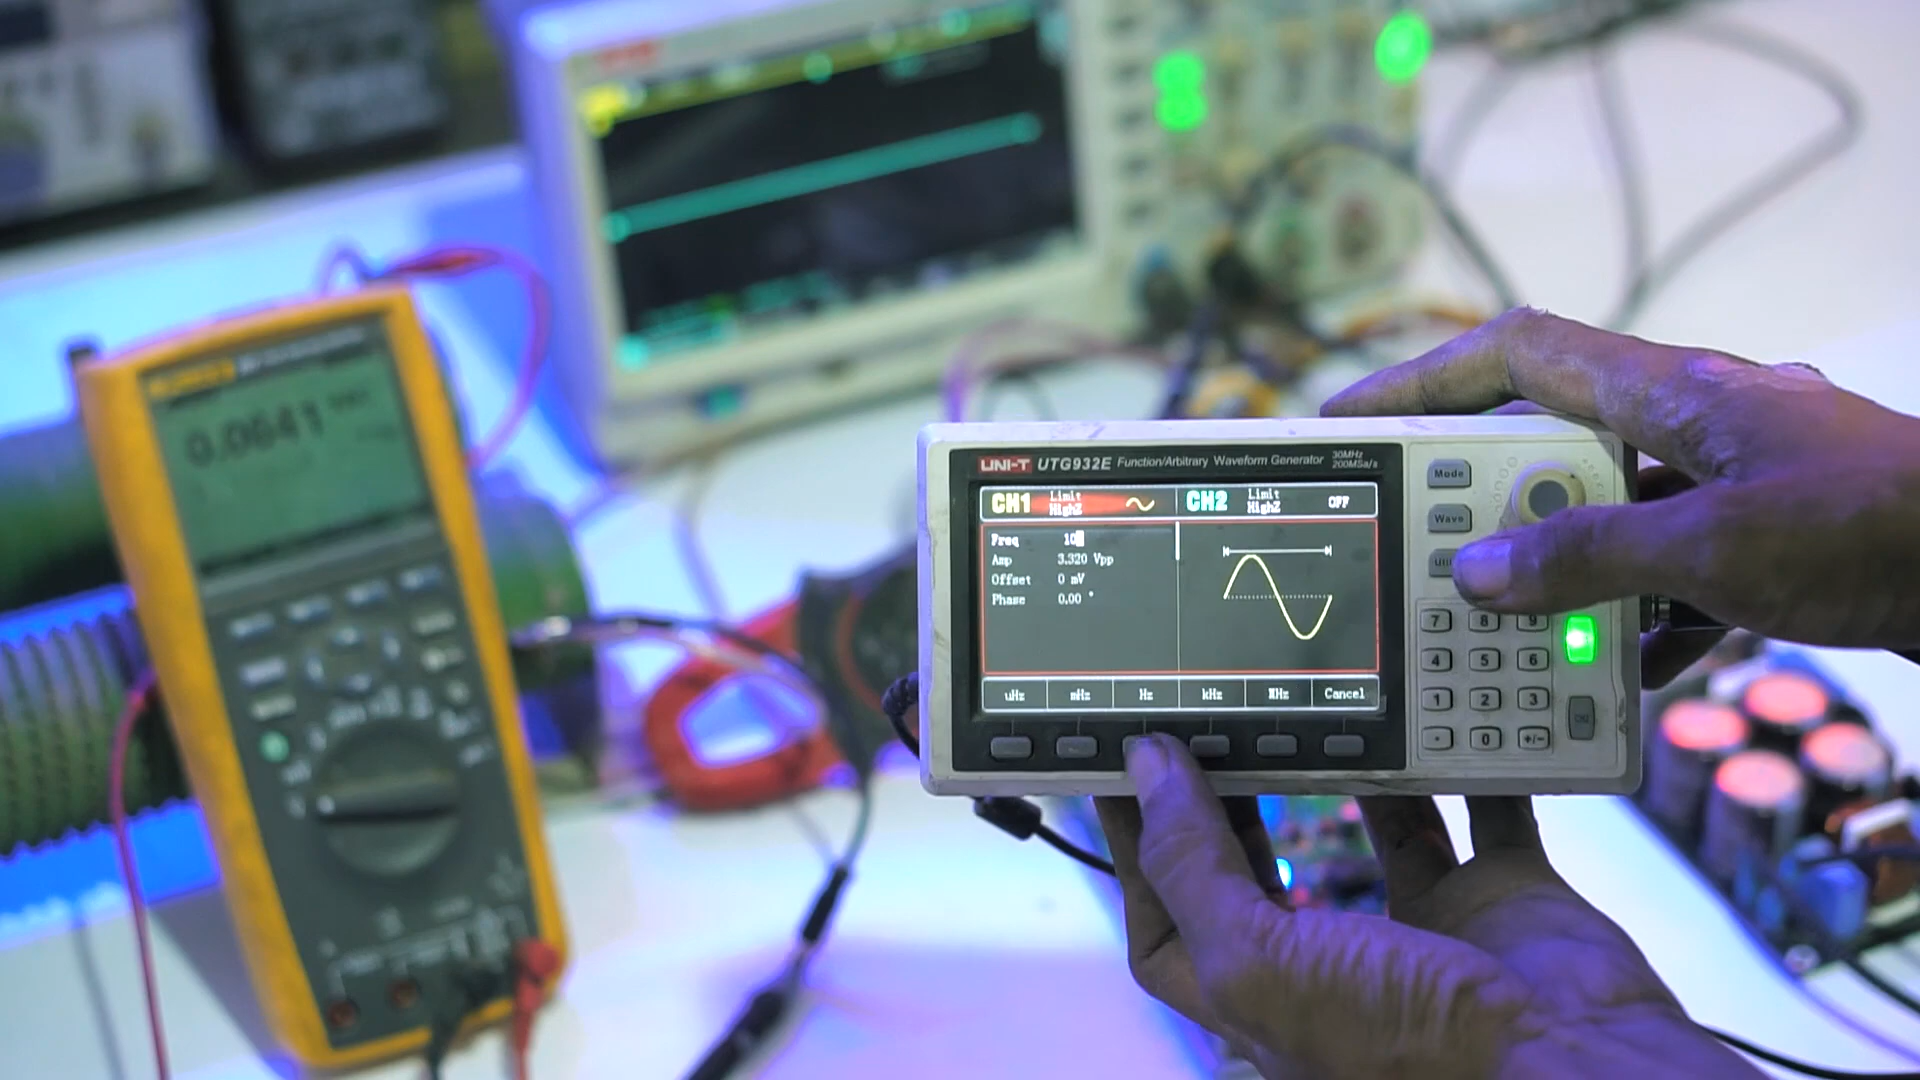 0.0641
UNI-T UTG932E Function/Arbitrary Waveform Generator 30MHz 200MSa/s
CH1 Limit HighZ CH2 Limit HighZ OFF
Freq 10
Amp 3.320 Vpp
Offset 0 mV
Phase 0.00 °
uHz mHz Hz kHz MHz Cancel
Mode
Wave
7 8 9
4 5 6
1 2 3
. 0 +/-